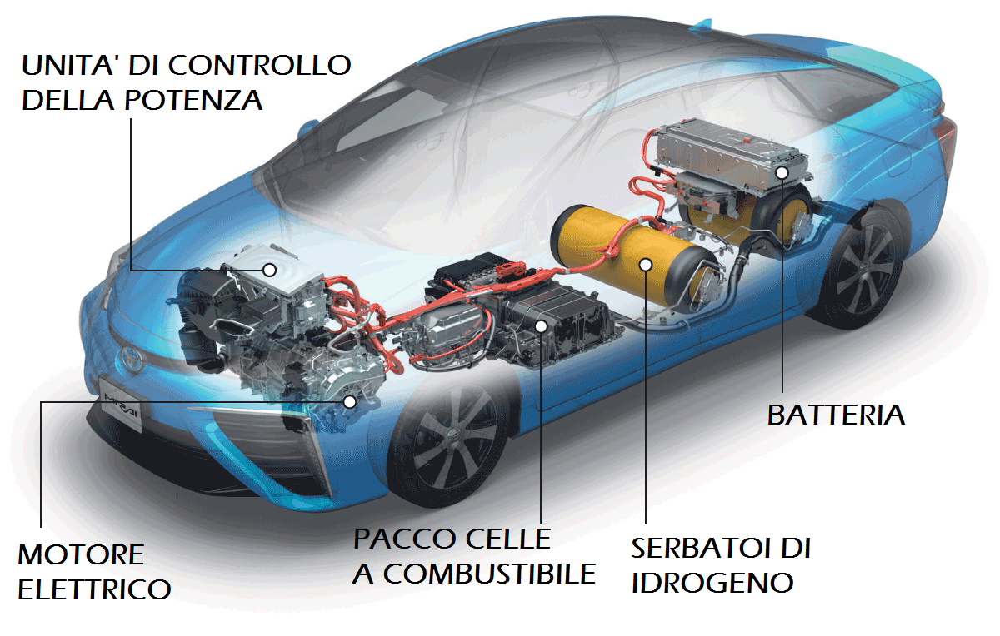 UNITA' DI CONTROLLO
DELLA POTENZA
MIRAI
BATTERIA
MOTORE
ELETTRICO
PACCO CELLE
A COMBUSTIBILE
SERBATOI DI
IDROGENO